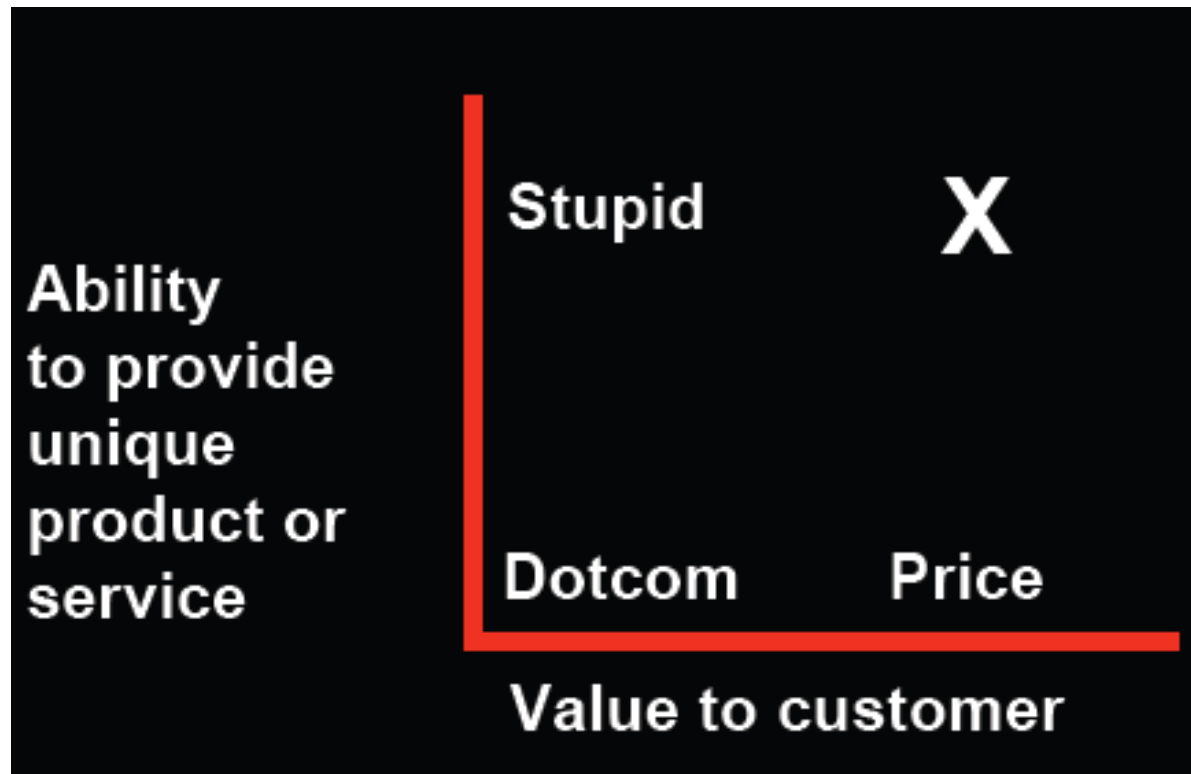 Stupid
X
Ability
to provide
unique
product or
service
Dotcom
Price
Value to customer